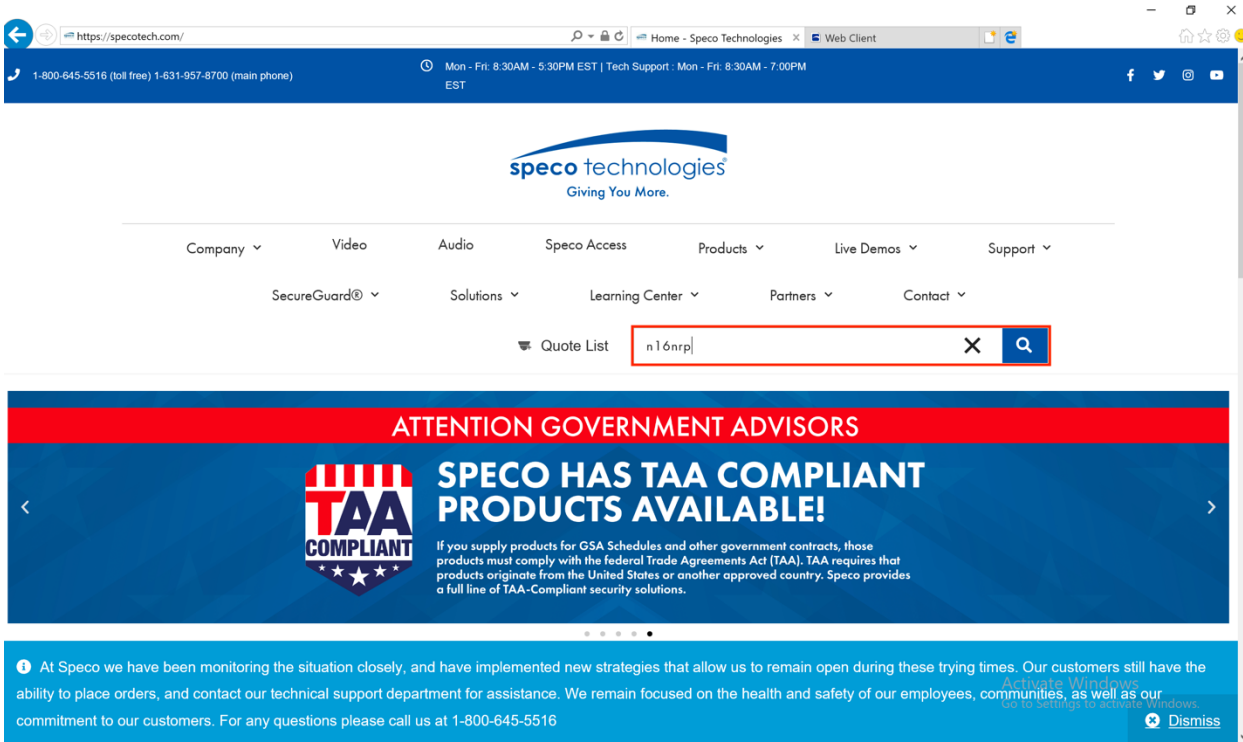 https://specotech.com/
Home - Speco Technologies
Web Client
1-800-645-5516 (toll free) 1-631-957-8700 (main phone)
Mon - Fri: 8:30AM - 5:30PM EST | Tech Support : Mon - Fri: 8:30AM - 7:00PM
EST
speco technologies®
Giving You More.
Company
Video
Audio
Speco Access
Products
Live Demos
Support
SecureGuard®
Solutions
Learning Center
Partners
Contact
Quote List
n16nrp
ATTENTION GOVERNMENT ADVISORS
TAA
COMPLIANT
SPECO HAS TAA COMPLIANT
PRODUCTS AVAILABLE!
If you supply products for GSA Schedules and other government contracts, those
products must comply with the federal Trade Agreements Act (TAA). TAA requires that
products originate from the United States or another approved country. Speco provides
a full line of TAA-Compliant security solutions.
At Speco we have been monitoring the situation closely, and have implemented new strategies that allow us to remain open during these trying times. Our customers still have the
ability to place orders, and contact our technical support department for assistance. We remain focused on the health and safety of our employees, communities, as well as our
commitment to our customers. For any questions please call us at 1-800-645-5516
Activate Windows
Go to Settings to activate Windows.
Dismiss